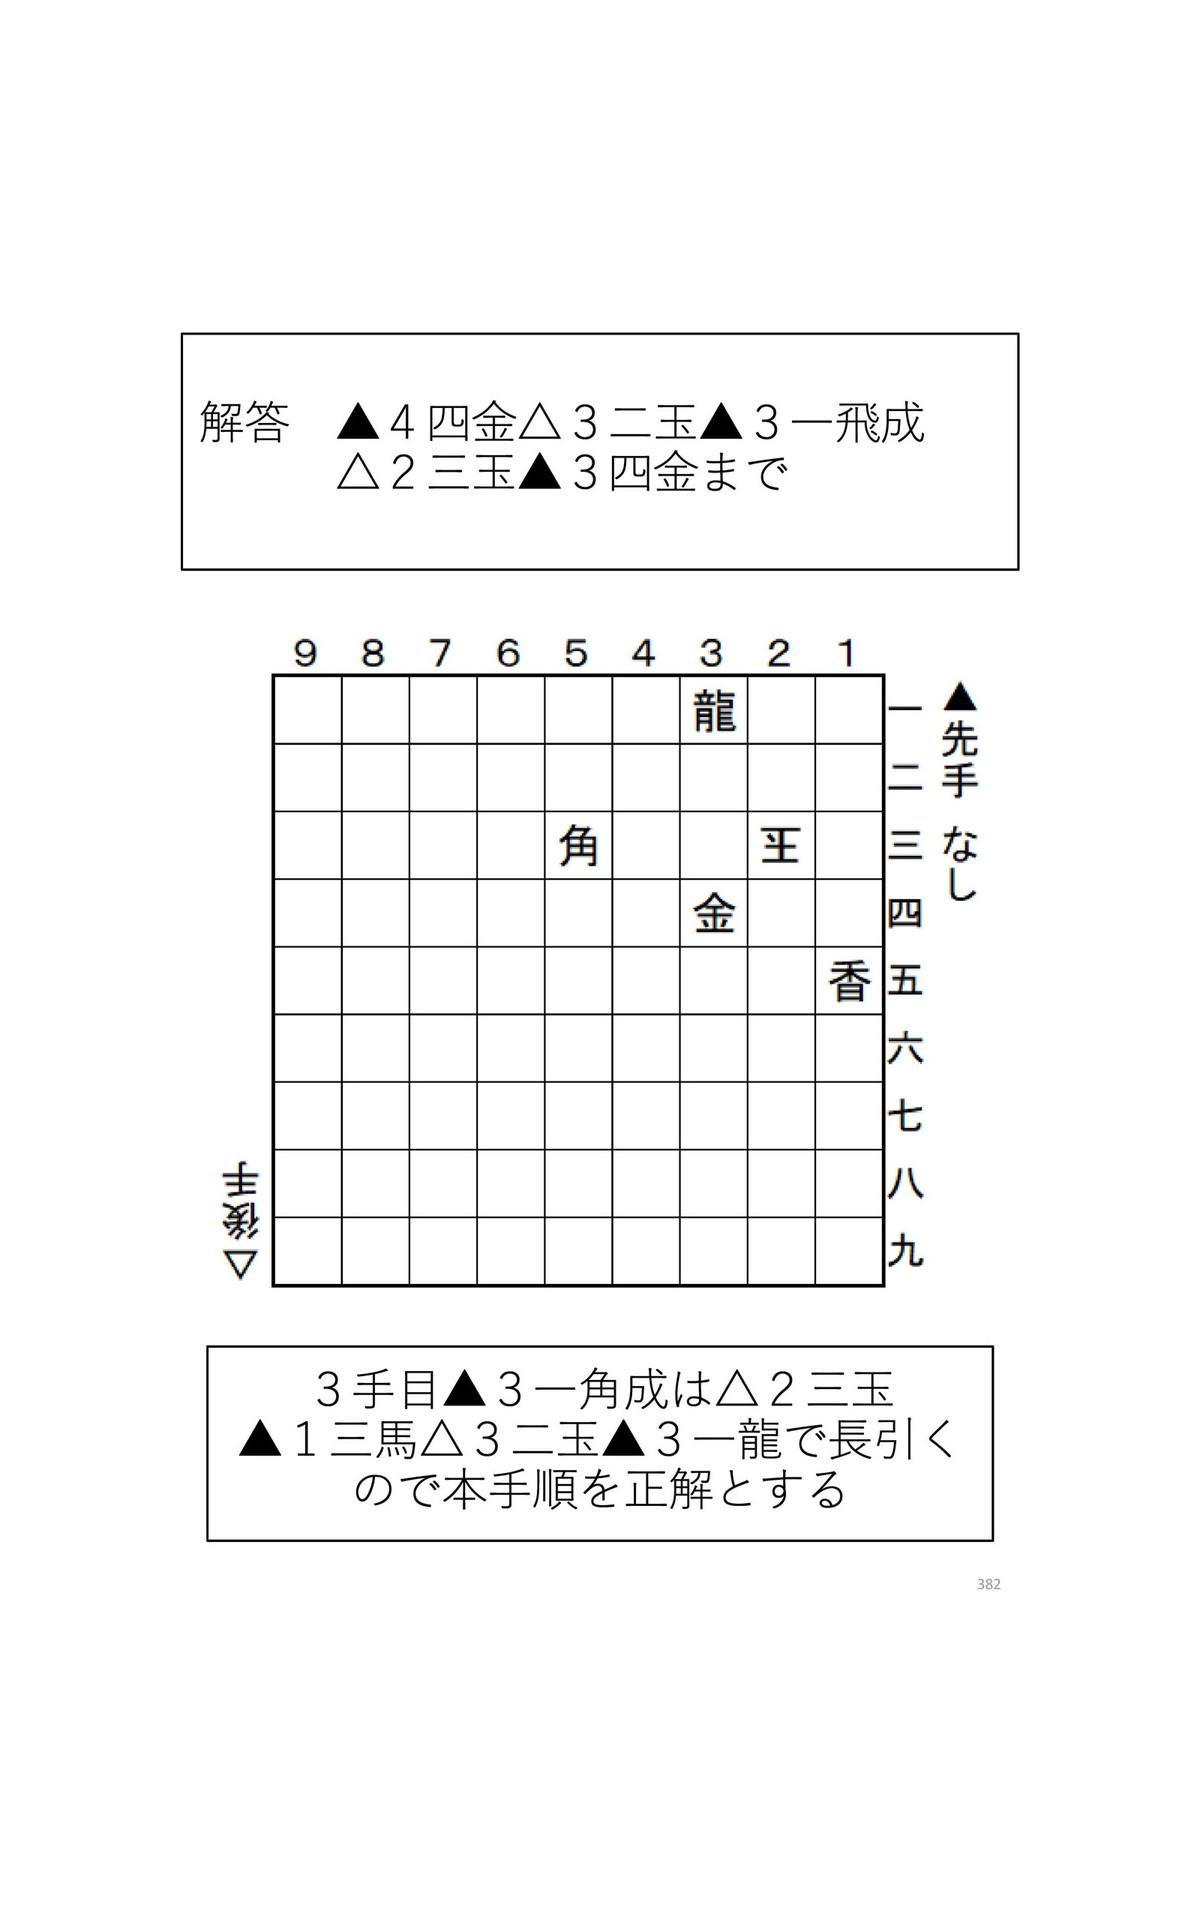 解答　▲４四金△３二玉▲３一飛成
△２三玉▲３四金まで
９ ８ ７ ６ ５ ４ ３ ２ １
龍 一
二
角 王 三
金 四
香 五
六
七
八
九
▲先手 なし
△後手
３手目▲３一角成は△２三玉
▲１三馬△３二玉▲３一龍で長引く
ので本手順を正解とする
382